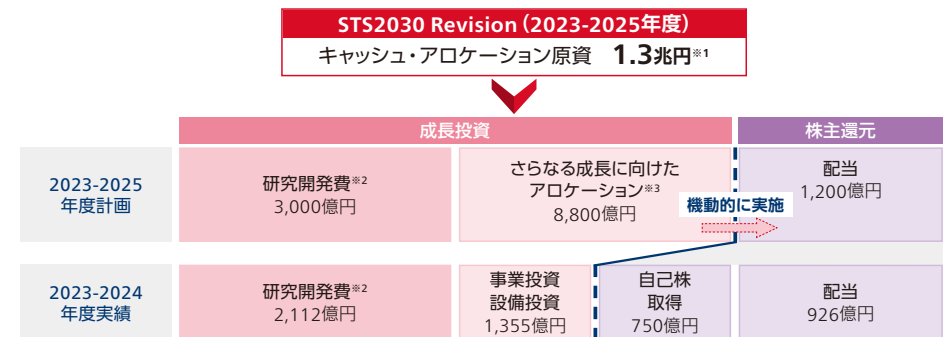 STS2030 Revision（2023-2025年度）
キャッシュ・アロケーション原資 1.3兆円※1
成長投資
株主還元
2023-2025
年度計画
研究開発費※2
3,000億円
さらなる成長に向けた
アロケーション※3
8,800億円
機動的に実施
配当
1,200億円
2023-2024
年度実績
研究開発費※2
2,112億円
事業投資
設備投資
1,355億円
自己株
取得
750億円
配当
926億円